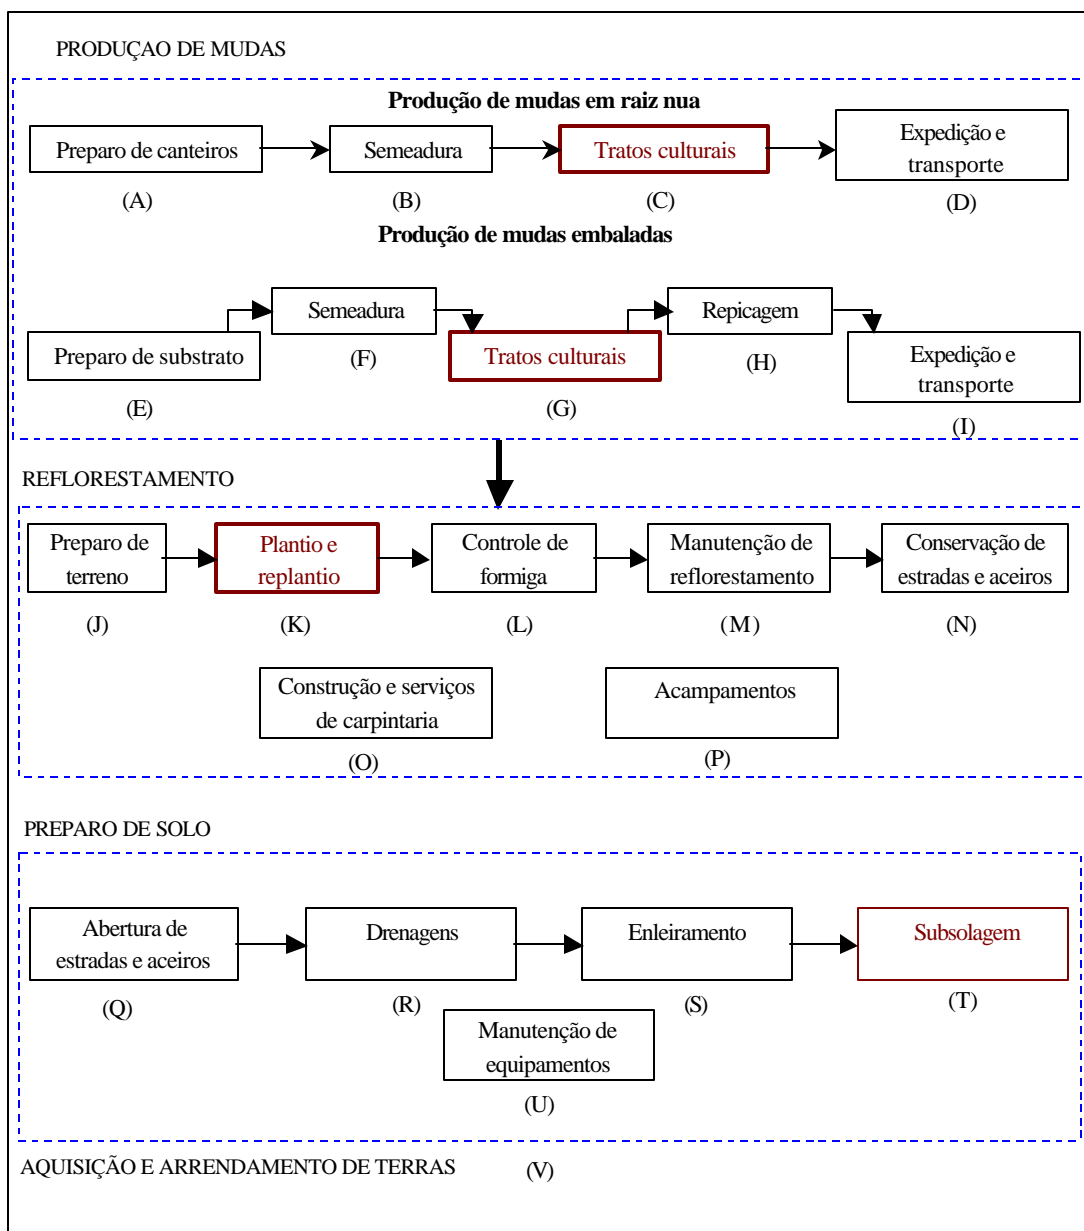 PRODUÇAO DE MUDAS
Produção de mudas em raiz nua
Preparo de canteiros
Semeadura
Tratos culturais
Expedição e
transporte
(A)
(B)
(C)
(D)
Produção de mudas embaladas
Preparo de substrato
Semeadura
Tratos culturais
Repicagem
Expedição e
transporte
(E)
(F)
(G)
(H)
(I)
REFLORESTAMENTO
Preparo de
terreno
Plantio e
replantio
Controle de
formiga
Manutenção de
reflorestamento
Conservação de
estradas e aceiros
(J)
(K)
(L)
(M)
(N)
Construção e serviços
de carpintaria
Acampamentos
(O)
(P)
PREPARO DE SOLO
Abertura de
estradas e aceiros
Drenagens
Enleiramento
Subsolagem
(Q)
(R)
(S)
(T)
Manutenção de
equipamentos
(U)
AQUISIÇÃO E ARRENDAMENTO DE TERRAS
(V)